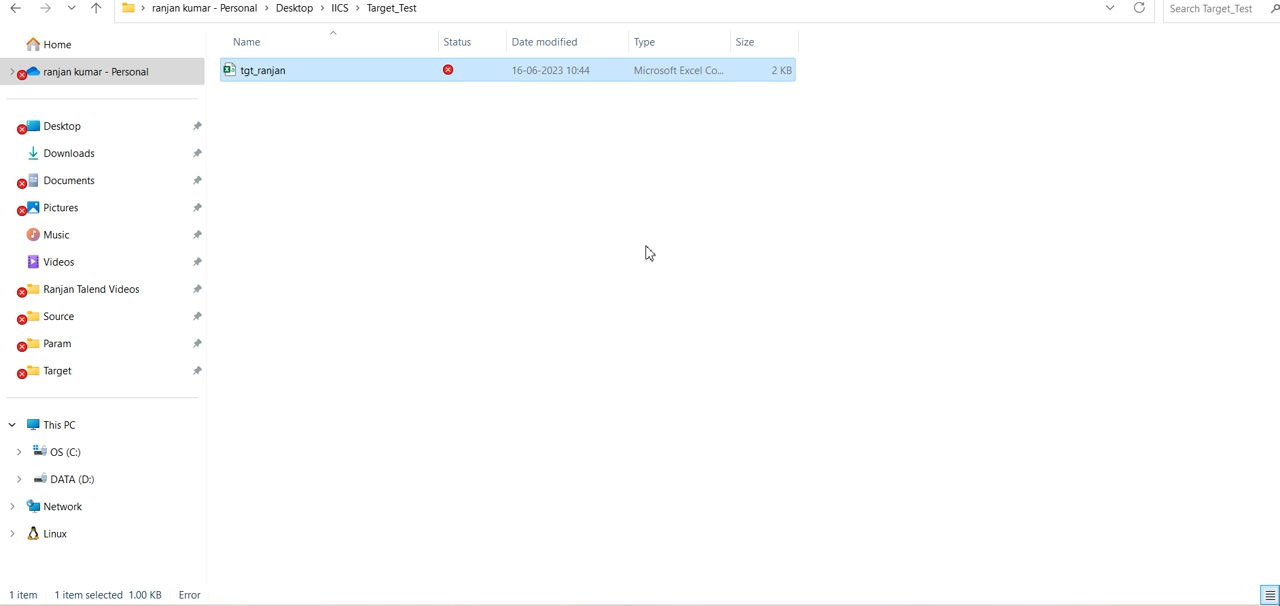 ranjan kumar - Personal > Desktop > IICS > Target_Test
Search Target_Test
Home
ranjan kumar - Personal
Desktop
Downloads
Documents
Pictures
Music
Videos
Ranjan Talend Videos
Source
Param
Target
This PC
OS (C:)
DATA (D:)
Network
Linux
Name Status Date modified Type Size
tgt_ranjan 16-06-2023 10:44 Microsoft Excel Co... 2 KB
1 item 1 item selected 1.00 KB Error